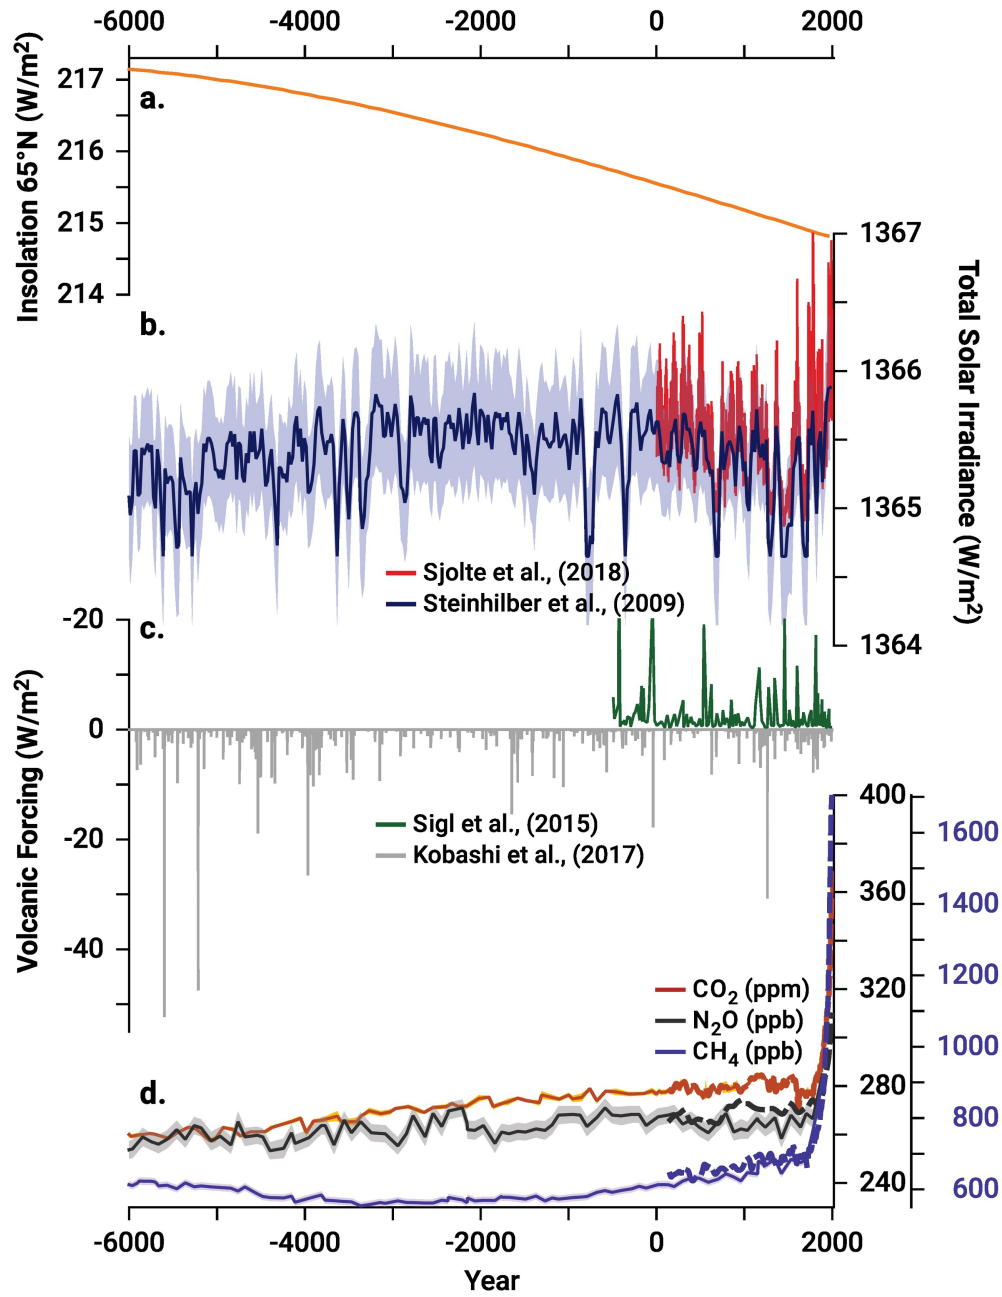 -6000 -4000 -2000 0 2000
Insolation 65°N (W/m²)
217
216
215
214
a.
1367
1366
1365
1364
Total Solar Irradiance (W/m²)
b.
Sjolte et al., (2018)
Steinhilber et al., (2009)
-20
0
-20
-40
Volcanic Forcing (W/m²)
c.
Sigl et al., (2015)
Kobashi et al., (2017)
400
360
320
280
240
1600
1400
1200
1000
800
600
CO₂ (ppm)
N₂O (ppb)
CH₄ (ppb)
d.
-6000 -4000 -2000 0 2000
Year